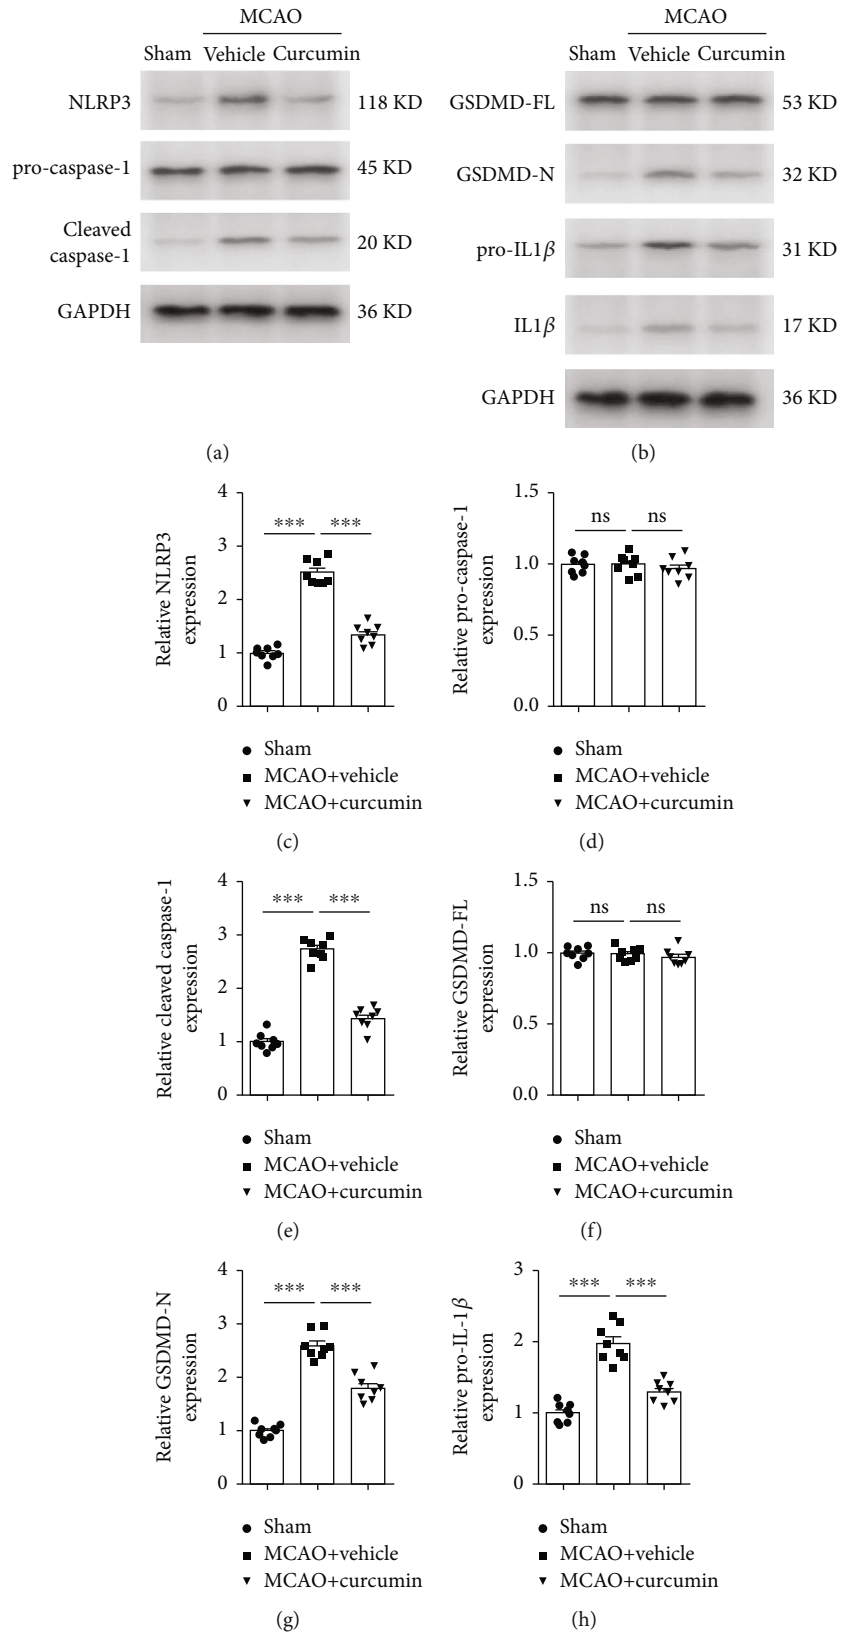 MCAO
Sham Vehicle Curcumin
NLRP3 118 KD
pro-caspase-1 45 KD
Cleaved
caspase-1 20 KD
GAPDH 36 KD
(a)
MCAO
Sham Vehicle Curcumin
GSDMD-FL 53 KD
GSDMD-N 32 KD
pro-IL1β 31 KD
IL1β 17 KD
GAPDH 36 KD
(b)
Relative NLRP3
expression
4
3
2
1
0
*** ***
Sham
MCAO+vehicle
MCAO+curcumin
(c)
Relative pro-caspase-1
expression
1.5
1.0
0.5
0.0
ns ns
Sham
MCAO+vehicle
MCAO+curcumin
(d)
Relative cleaved caspase-1
expression
4
3
2
1
0
*** ***
Sham
MCAO+vehicle
MCAO+curcumin
(e)
Relative GSDMD-FL
expression
1.5
1.0
0.5
0.0
ns ns
Sham
MCAO+vehicle
MCAO+curcumin
(f)
Relative GSDMD-N
expression
4
3
2
1
0
*** ***
Sham
MCAO+vehicle
MCAO+curcumin
(g)
Relative pro-IL-1β
expression
3
2
1
0
*** ***
Sham
MCAO+vehicle
MCAO+curcumin
(h)